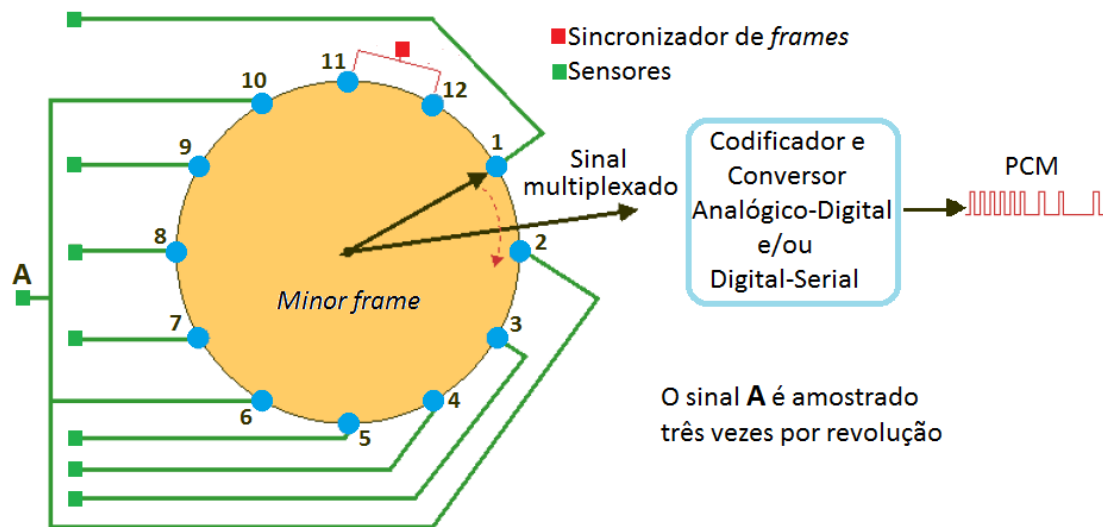 Sincronizador de frames
Sensores
11
12
10
1
9
2
8
3
7
4
6
5
A
Minor frame
Sinal
multiplexado
Codificador e
Conversor
Analógico-Digital
e/ou
Digital-Serial
PCM
O sinal A é amostrado
três vezes por revolução